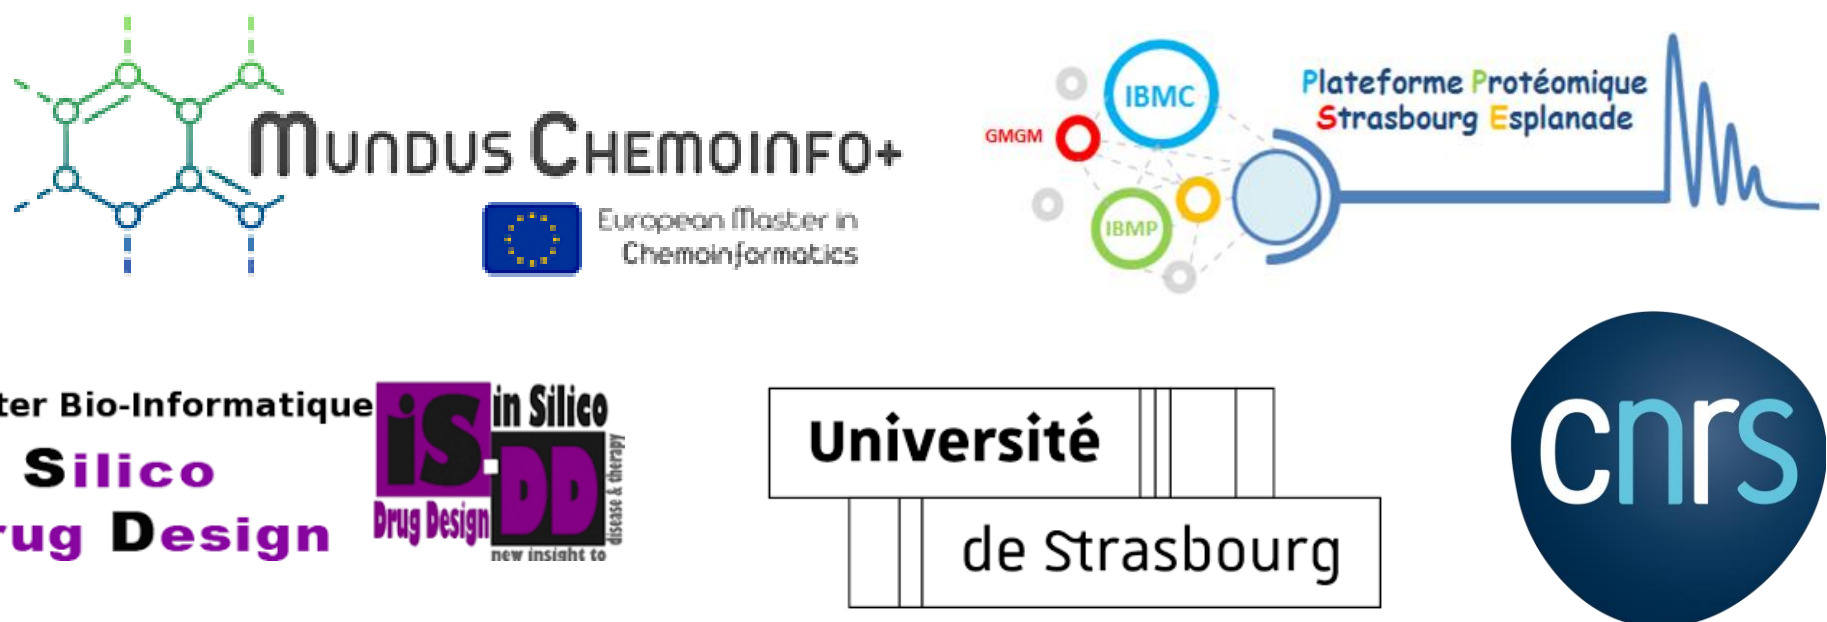 MUNDUS CHEMOINFO+
European Master in
Chemoinformatics
IBMC
GMGM
IBMP
Plateforme Protéomique
Strasbourg Esplanade
ter Bio-Informatique
Silico
rug Design
iS
in Silico
DD
Drug Design
new insight to
disease & therapy
Université
de Strasbourg
cnrs